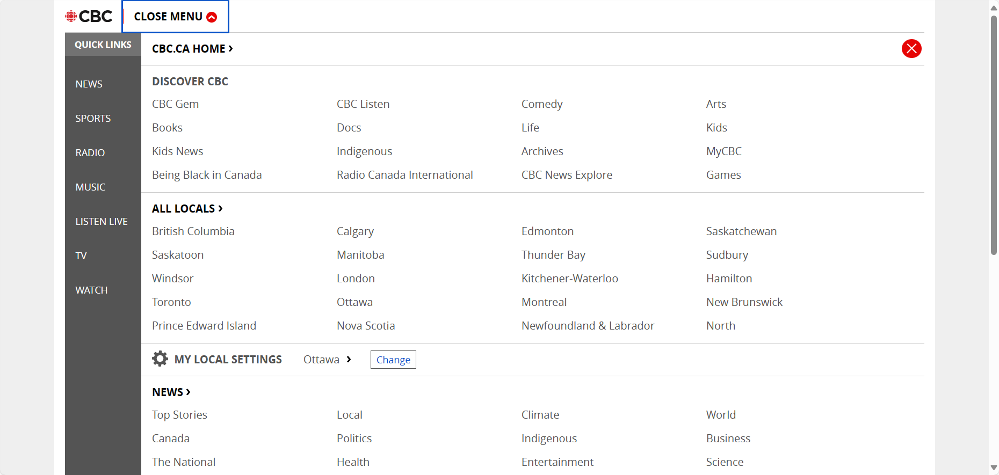 CBC CLOSE MENU
QUICK LINKS
NEWS
SPORTS
RADIO
MUSIC
LISTEN LIVE
TV
WATCH
CBC.CA HOME
DISCOVER CBC
CBC Gem CBC Listen Comedy Arts
Books Docs Life Kids
Kids News Indigenous Archives MyCBC
Being Black in Canada Radio Canada International CBC News Explore Games
ALL LOCALS
British Columbia Calgary Edmonton Saskatchewan
Saskatoon Manitoba Thunder Bay Sudbury
Windsor London Kitchener-Waterloo Hamilton
Toronto Ottawa Montreal New Brunswick
Prince Edward Island Nova Scotia Newfoundland & Labrador North
MY LOCAL SETTINGS Ottawa Change
NEWS
Top Stories Local Climate World
Canada Politics Indigenous Business
The National Health Entertainment Science